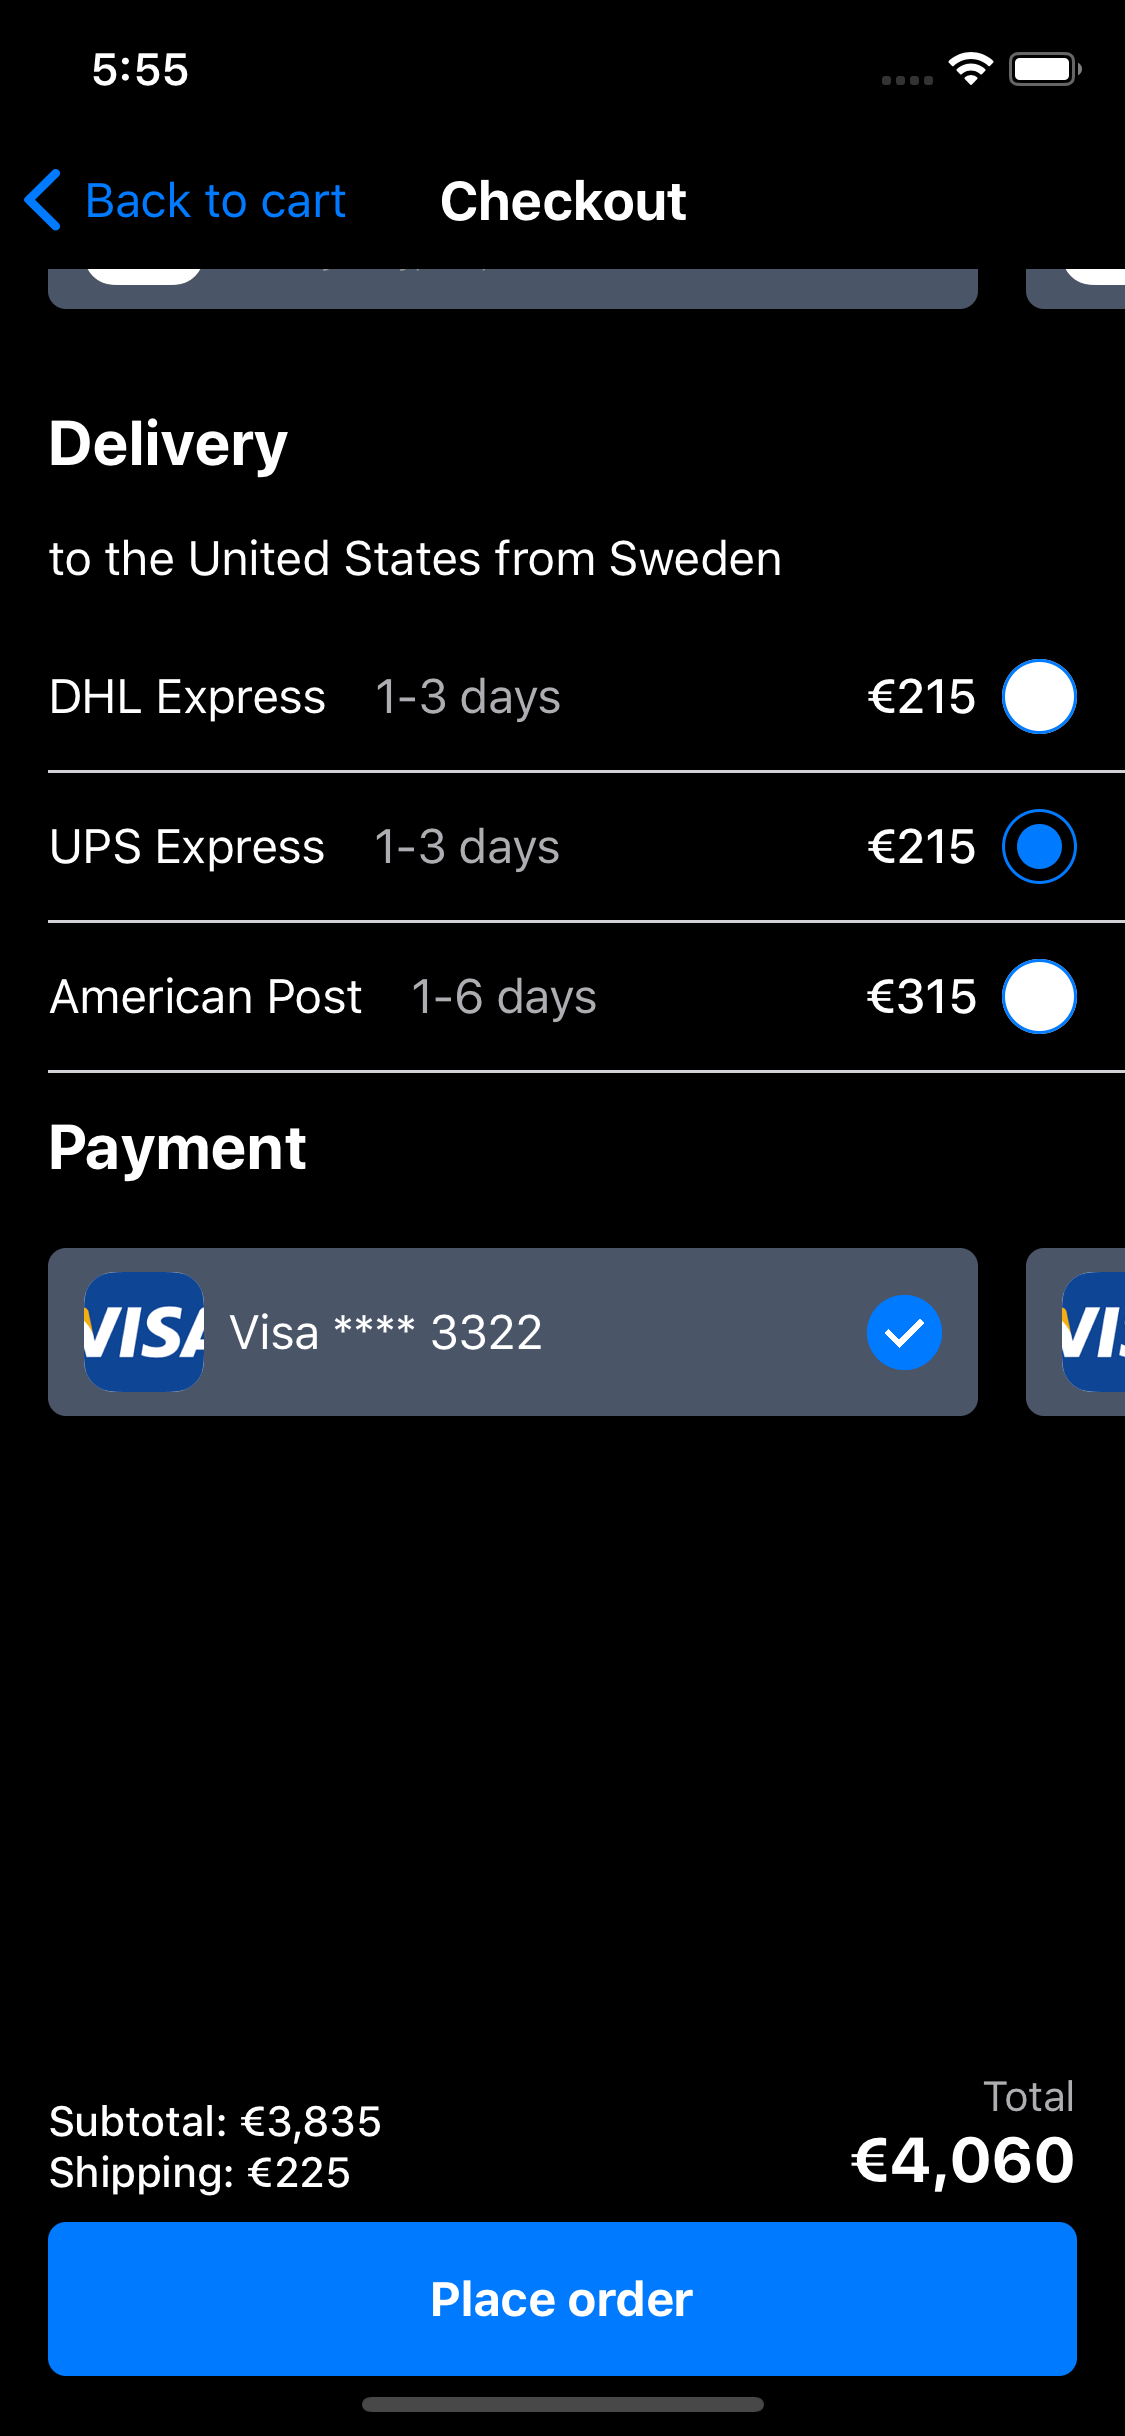 5:55
Back to cart
Checkout
Delivery
to the United States from Sweden
DHL Express 1-3 days €215
UPS Express 1-3 days €215
American Post 1-6 days €315
Payment
VISA Visa **** 3322
Total
Subtotal: €3,835
Shipping: €225
€4,060
Place order